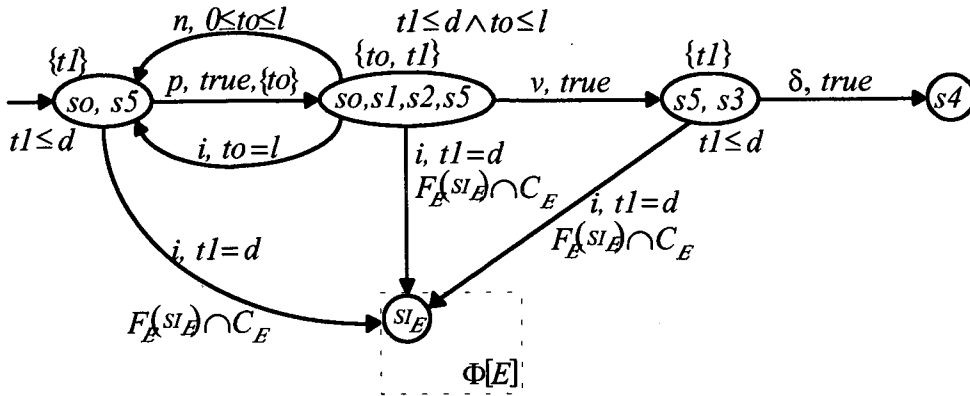 n, 0≤to≤l
t1≤d ∧ to≤l
{t1}
{to, t1}
{t1}
p, true,{to}
v, true
δ, true
so, s5
so,s1,s2,s5
s5, s3
s4
t1≤d
t1≤d
i, to=l
i, t1=d
F_E(SI_E)∩C_E
i, t1=d
F_E(SI_E)∩C_E
i, t1=d
F_E(SI_E)∩C_E
SI_E
Φ[E]